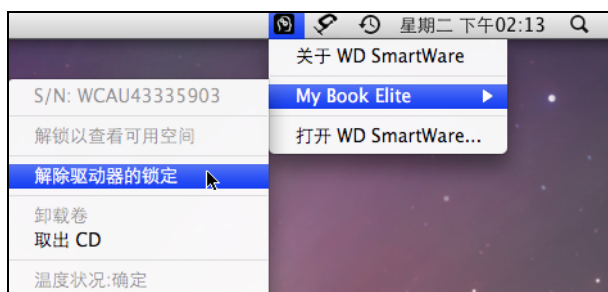 星期二 下午02:13
关于 WD SmartWare
My Book Elite
打开 WD SmartWare...
S/N: WCAU43335903
解锁以查看可用空间
解除驱动器的锁定
卸载卷
取出 CD
温度状况:确定